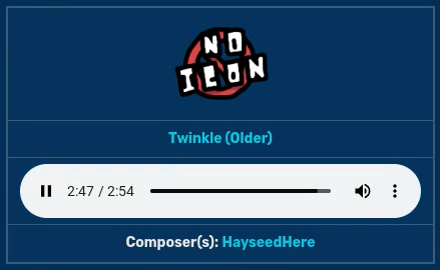 NO
ICON
Twinkle (Older)
2:47 / 2:54
Composer(s): HayseedHere